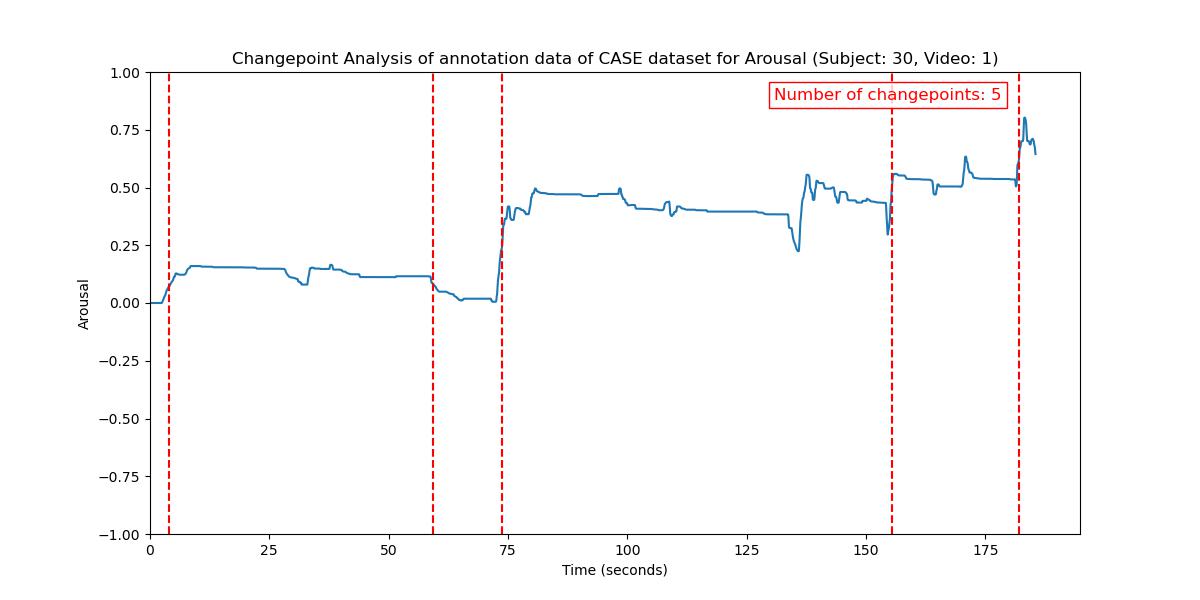 Changepoint Analysis of annotation data of CASE dataset for Arousal (Subject: 30, Video: 1)
Number of changepoints: 5
Arousal
1.00
0.75
0.50
0.25
0.00
−0.25
−0.50
−0.75
−1.00
0 25 50 75 100 125 150 175
Time (seconds)